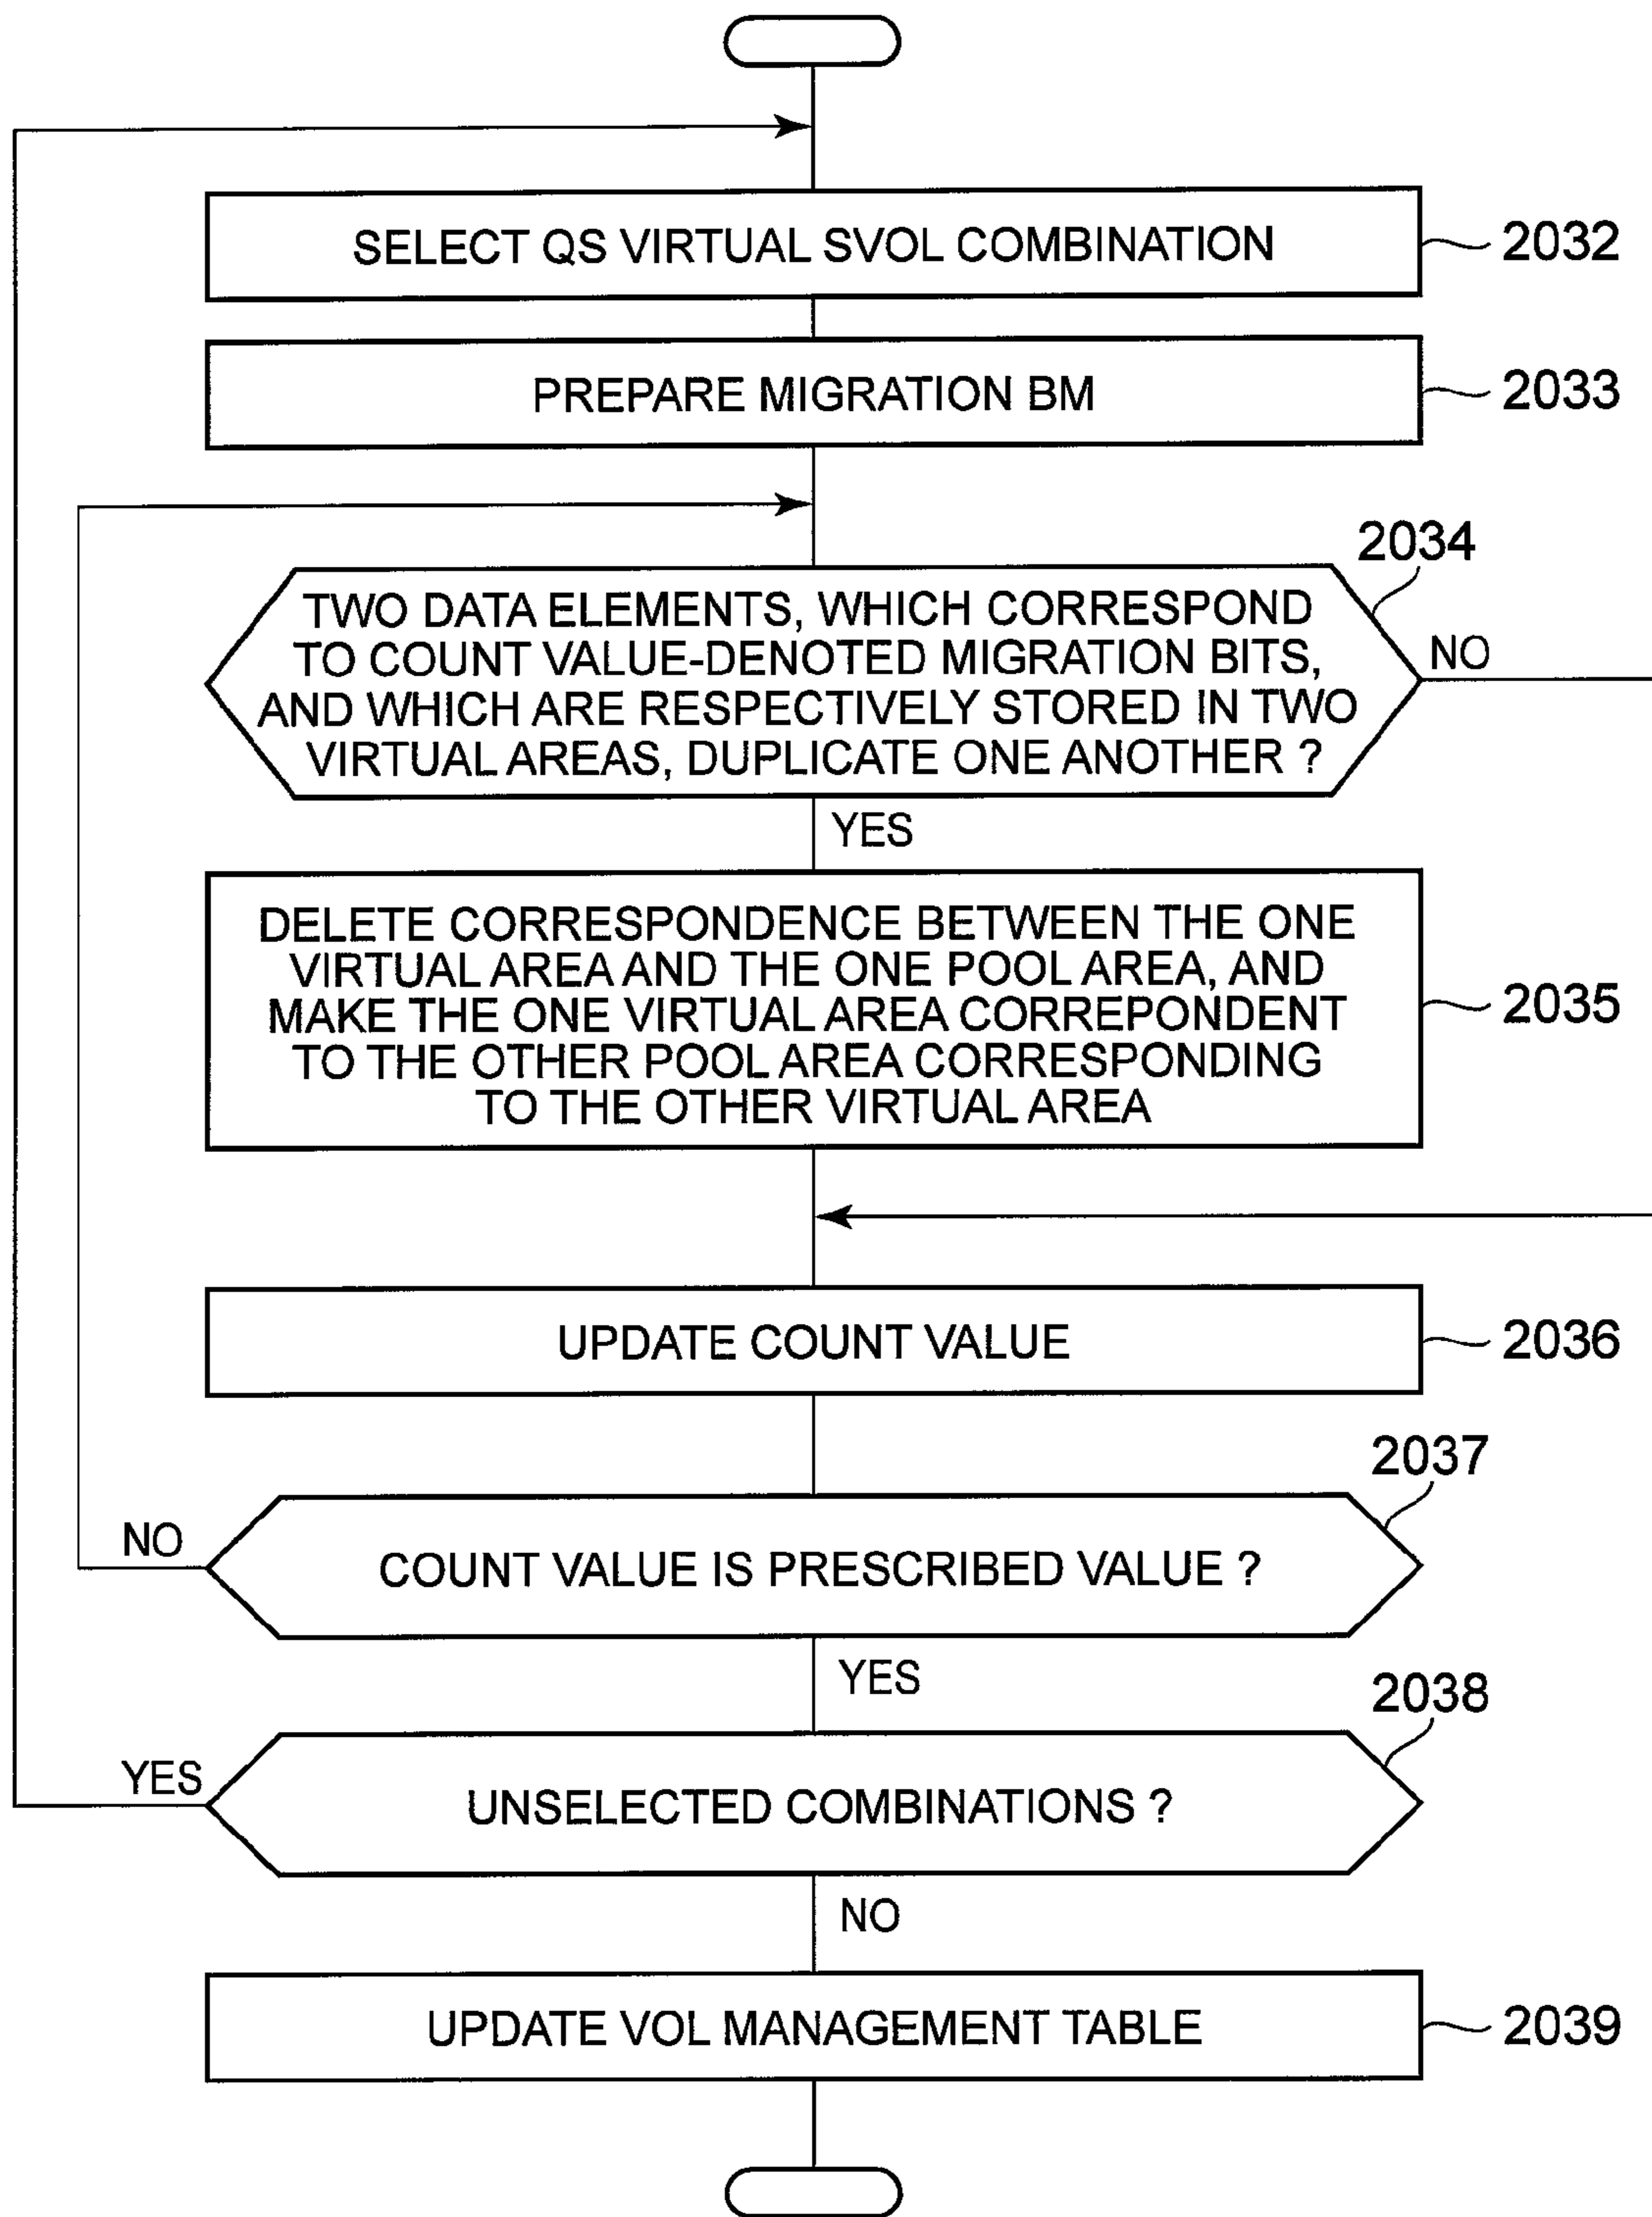 SELECT QS VIRTUAL SVOL COMBINATION
2032
PREPARE MIGRATION BM
2033
2034
TWO DATA ELEMENTS, WHICH CORRESPOND
TO COUNT VALUE-DENOTED MIGRATION BITS,
AND WHICH ARE RESPECTIVELY STORED IN TWO
VIRTUAL AREAS, DUPLICATE ONE ANOTHER ?
NO
YES
DELETE CORRESPONDENCE BETWEEN THE ONE
VIRTUAL AREA AND THE ONE POOL AREA, AND
MAKE THE ONE VIRTUAL AREA CORREPONDENT
TO THE OTHER POOL AREA CORRESPONDING
TO THE OTHER VIRTUAL AREA
2035
UPDATE COUNT VALUE
2036
2037
NO
COUNT VALUE IS PRESCRIBED VALUE ?
YES
2038
YES
UNSELECTED COMBINATIONS ?
NO
UPDATE VOL MANAGEMENT TABLE
2039